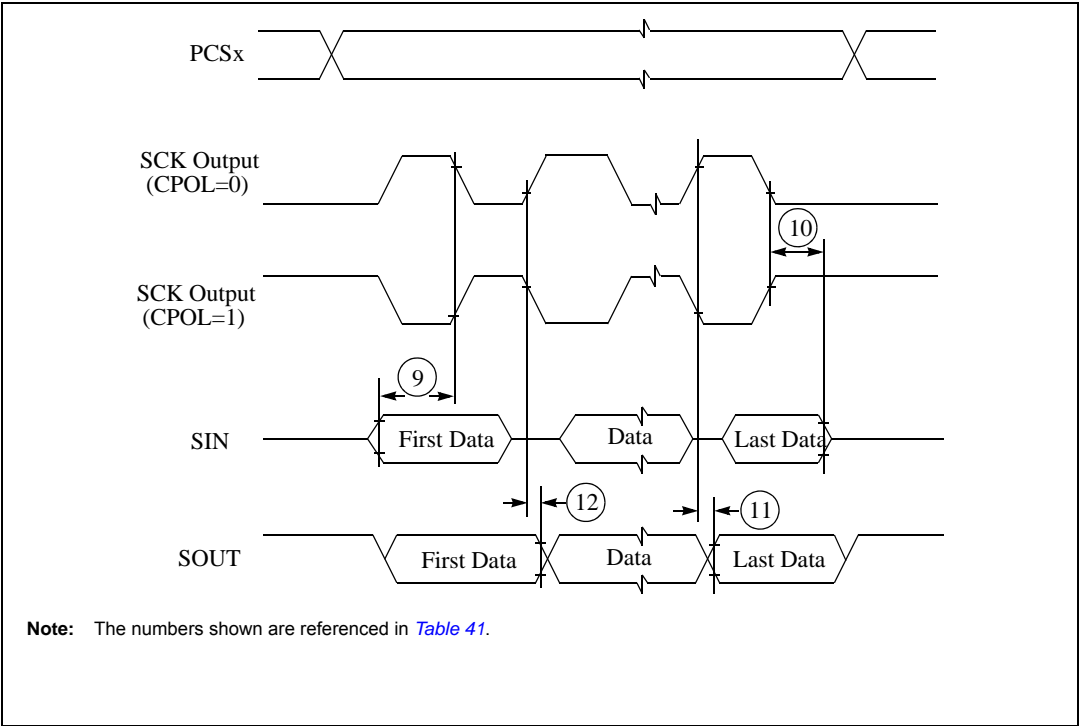 PCSx
SCK Output
(CPOL=0)
10
SCK Output
(CPOL=1)
9
SIN
First Data
Data
Last Data
12
11
SOUT
First Data
Data
Last Data
Note: The numbers shown are referenced in Table 41.